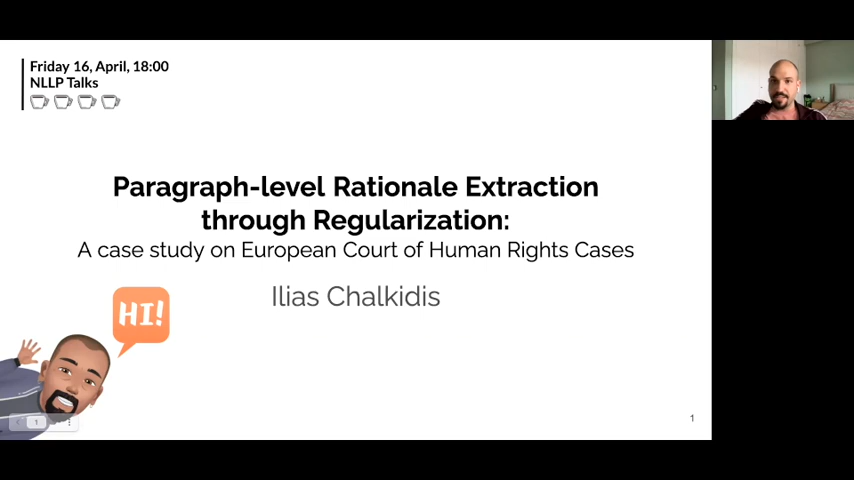 Friday 16, April, 18:00
NLLP Talks
Paragraph-level Rationale Extraction
through Regularization:
A case study on European Court of Human Rights Cases
Ilias Chalkidis
HI!
1
1